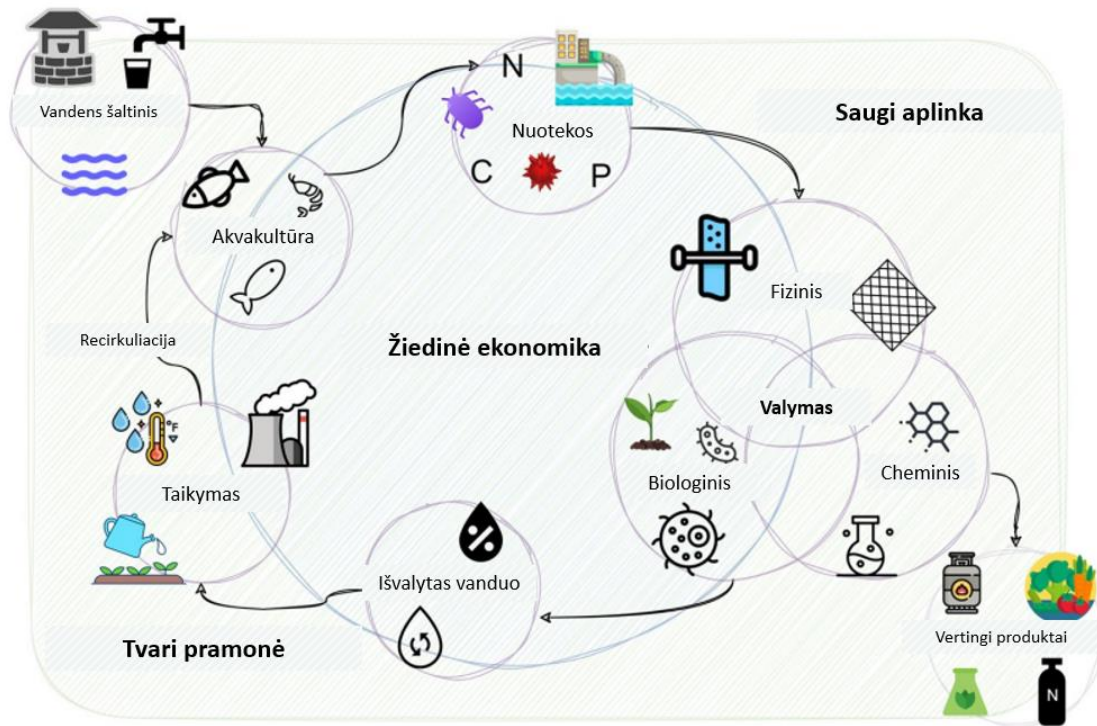 Vandens šaltinis
N
Nuotekos
C
P
Saugi aplinka
Akvakultūra
Fizinis
Recirkuliacija
Žiedinė ekonomika
Valymas
°F
Taikymas
Biologinis
Cheminis
%
Išvalytas vanduo
Tvari pramonė
Vertingi produktai
N